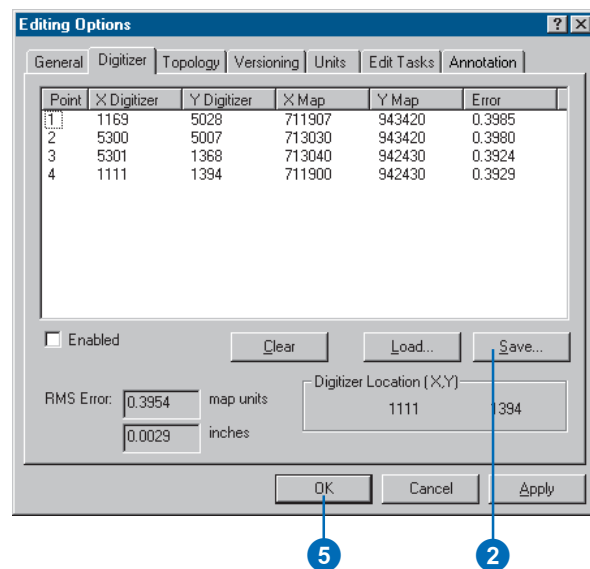 Editing Options
General Digitizer Topology Versioning Units Edit Tasks Annotation
Point X Digitizer Y Digitizer X Map Y Map Error
1 1169 5028 711907 943420 0.3985
2 5300 5007 713030 943420 0.3980
3 5301 1368 713040 942430 0.3924
4 1111 1394 711900 942430 0.3929
Enabled Clear Load... Save...
Digitizer Location (X,Y)
RMS Error: 0.3954 map units 1111 1394
0.0029 inches
OK Cancel Apply
5 2